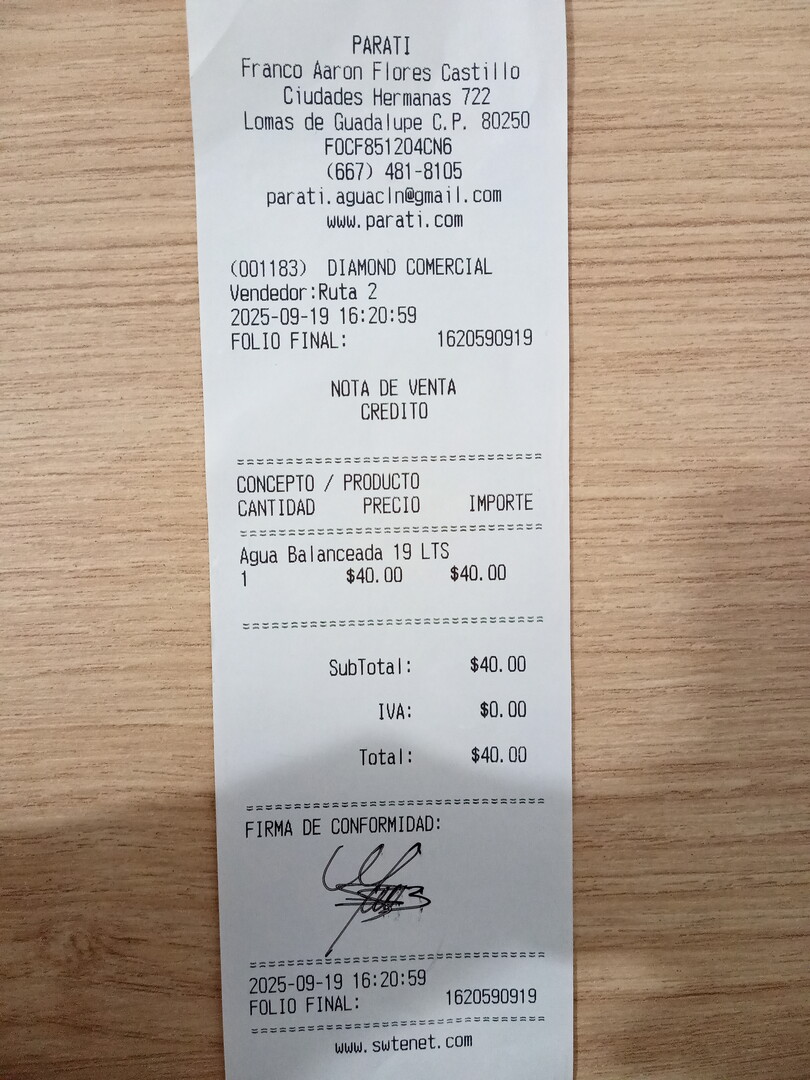 PARATI
Franco Aaron Flores Castillo
Ciudades Hermanas 722
Lomas de Guadalupe C.P. 80250
FOCF851204CN6
(667) 481-8105
parati.aguacln@gmail.com
www.parati.com
(001183) DIAMOND COMERCIAL
Vendedor:Ruta 2
2025-09-19 16:20:59
FOLIO FINAL: 1620590919
NOTA DE VENTA
CREDITO
==============================
CONCEPTO / PRODUCTO
CANTIDAD PRECIO IMPORTE
==============================
Agua Balanceada 19 LTS
1 $40.00 $40.00
==============================
SubTotal: $40.00
IVA: $0.00
Total: $40.00
==============================
FIRMA DE CONFORMIDAD:
==============================
2025-09-19 16:20:59
FOLIO FINAL: 1620590919
==============================
www.swtenet.com